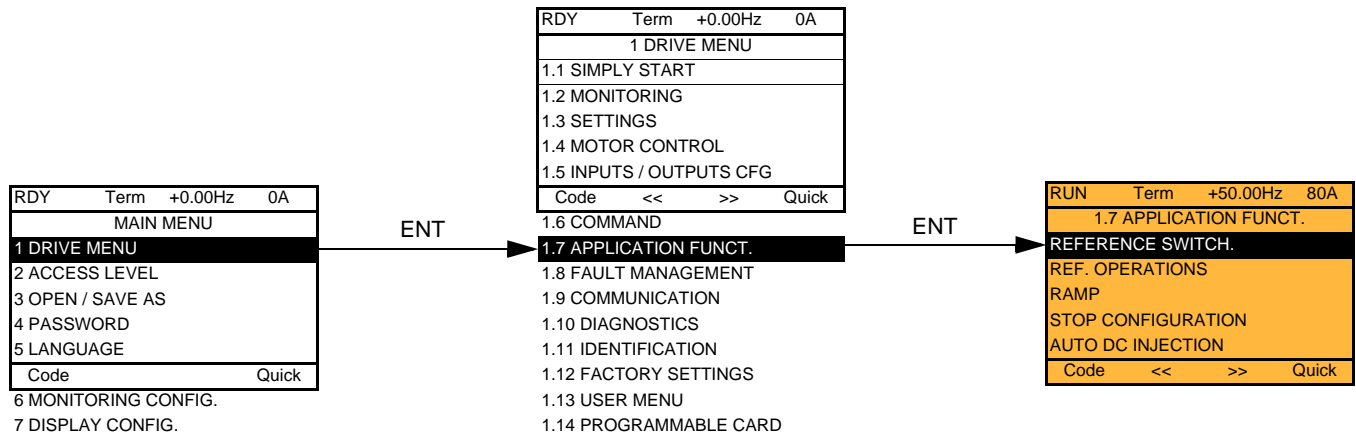 RDY Term +0.00Hz 0A
MAIN MENU
1 DRIVE MENU
2 ACCESS LEVEL
3 OPEN / SAVE AS
4 PASSWORD
5 LANGUAGE
Code Quick
6 MONITORING CONFIG.
7 DISPLAY CONFIG.
ENT
RDY Term +0.00Hz 0A
1 DRIVE MENU
1.1 SIMPLY START
1.2 MONITORING
1.3 SETTINGS
1.4 MOTOR CONTROL
1.5 INPUTS / OUTPUTS CFG
Code << >> Quick
1.6 COMMAND
1.7 APPLICATION FUNCT.
1.8 FAULT MANAGEMENT
1.9 COMMUNICATION
1.10 DIAGNOSTICS
1.11 IDENTIFICATION
1.12 FACTORY SETTINGS
1.13 USER MENU
1.14 PROGRAMMABLE CARD
ENT
RUN Term +50.00Hz 80A
1.7 APPLICATION FUNCT.
REFERENCE SWITCH.
REF. OPERATIONS
RAMP
STOP CONFIGURATION
AUTO DC INJECTION
Code << >> Quick